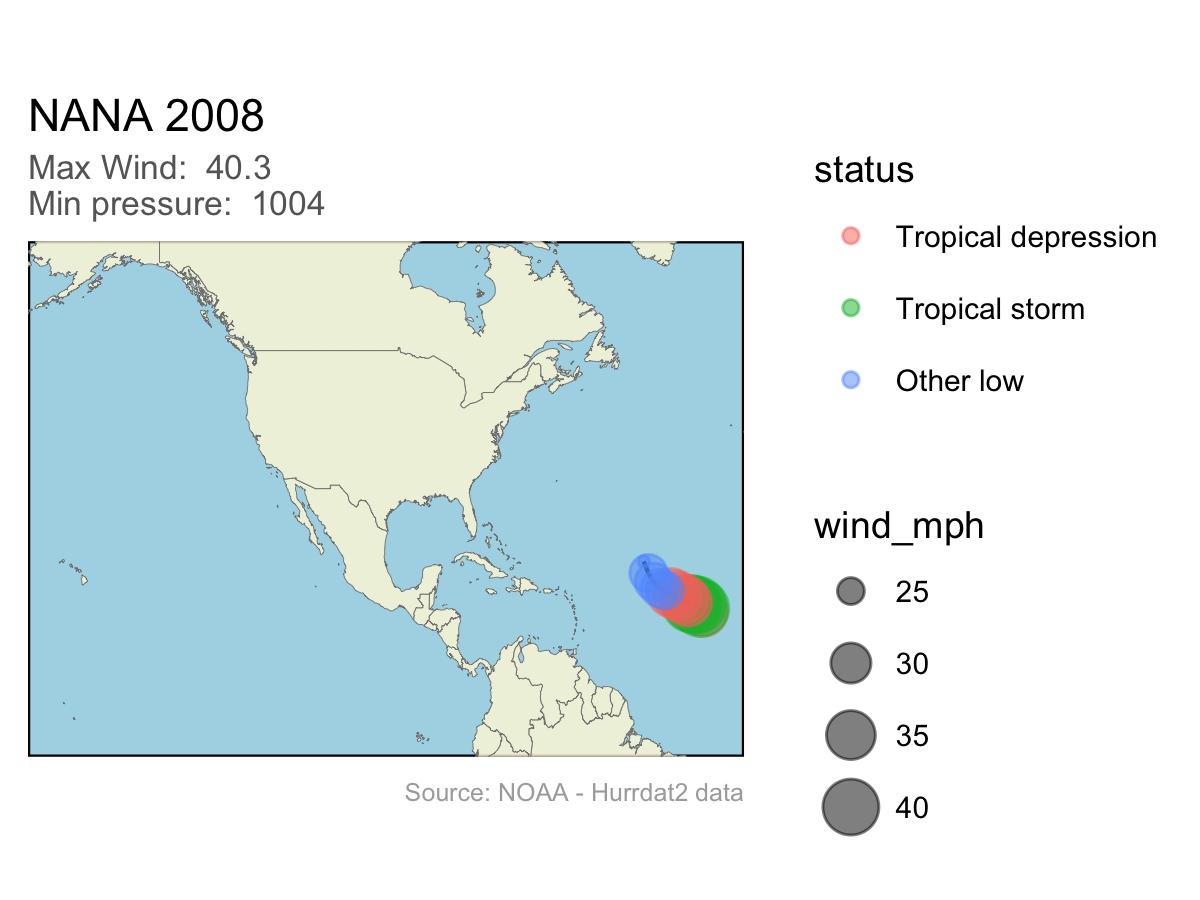 NANA 2008
Max Wind:  40.3
Min pressure:  1004
status
Tropical depression
Tropical storm
Other low
wind_mph
25
30
35
40
Source: NOAA - Hurrdat2 data